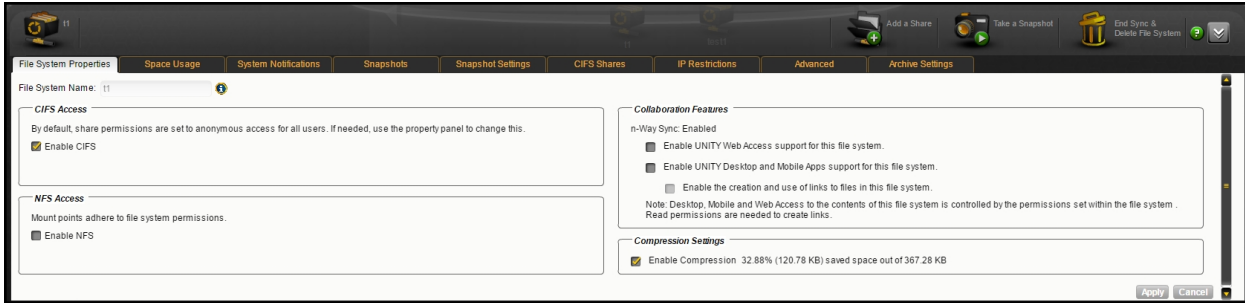 t1
Add a Share
Take a Snapshot
End Sync &
Delete File System
File System Properties
Space Usage
System Notifications
Snapshots
Snapshot Settings
CIFS Shares
IP Restrictions
Advanced
Archive Settings
File System Name: t1
CIFS Access
By default, share permissions are set to anonymous access for all users. If needed, use the property panel to change this.
Enable CIFS
NFS Access
Mount points adhere to file system permissions.
Enable NFS
Collaboration Features
n-Way Sync: Enabled
Enable UNITY Web Access support for this file system.
Enable UNITY Desktop and Mobile Apps support for this file system.
Enable the creation and use of links to files in this file system.
Note: Desktop, Mobile and Web Access to the contents of this file system is controlled by the permissions set within the file system .
Read permissions are needed to create links.
Compression Settings
Enable Compression 32.88% (120.78 KB) saved space out of 367.28 KB
Apply Cancel